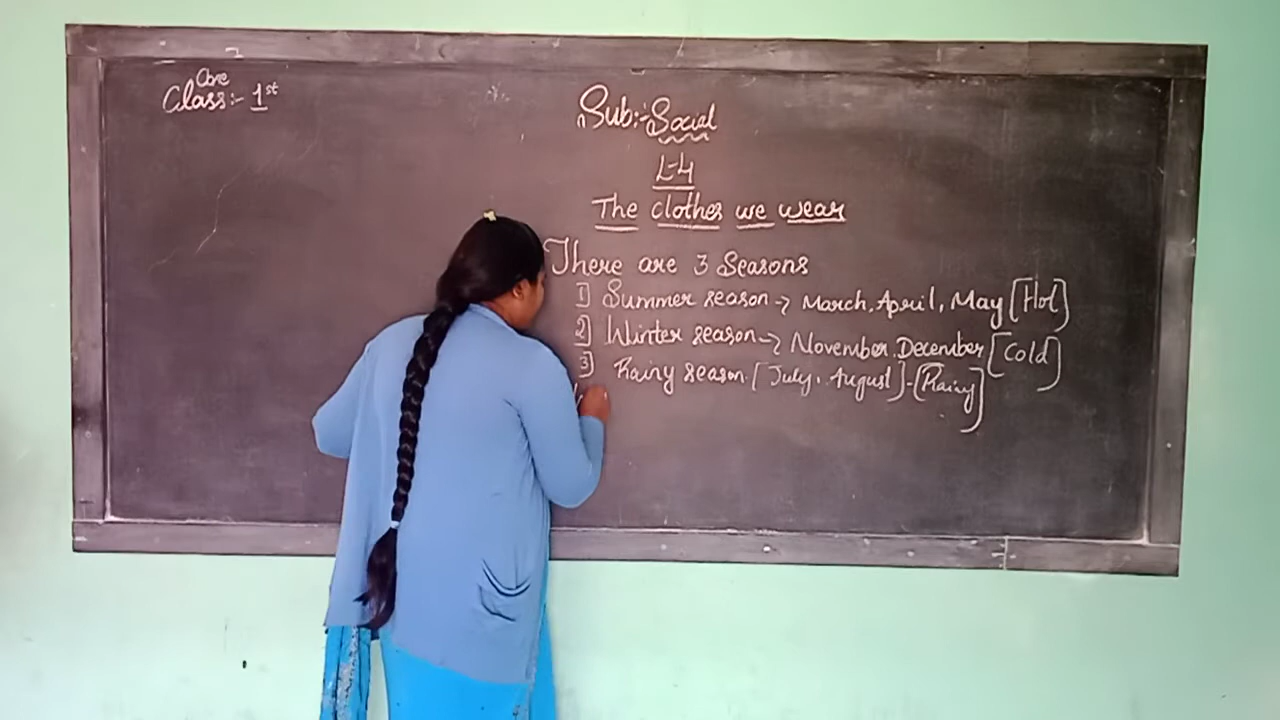 One
Class:- 1st
Sub:- Social
L-4
The clothes we wear
There are 3 Seasons
1] Summer season → March, April, May [Hot]
2] Winter season → November, December [Cold]
3] Rainy season. [July, August] - [Rainy]